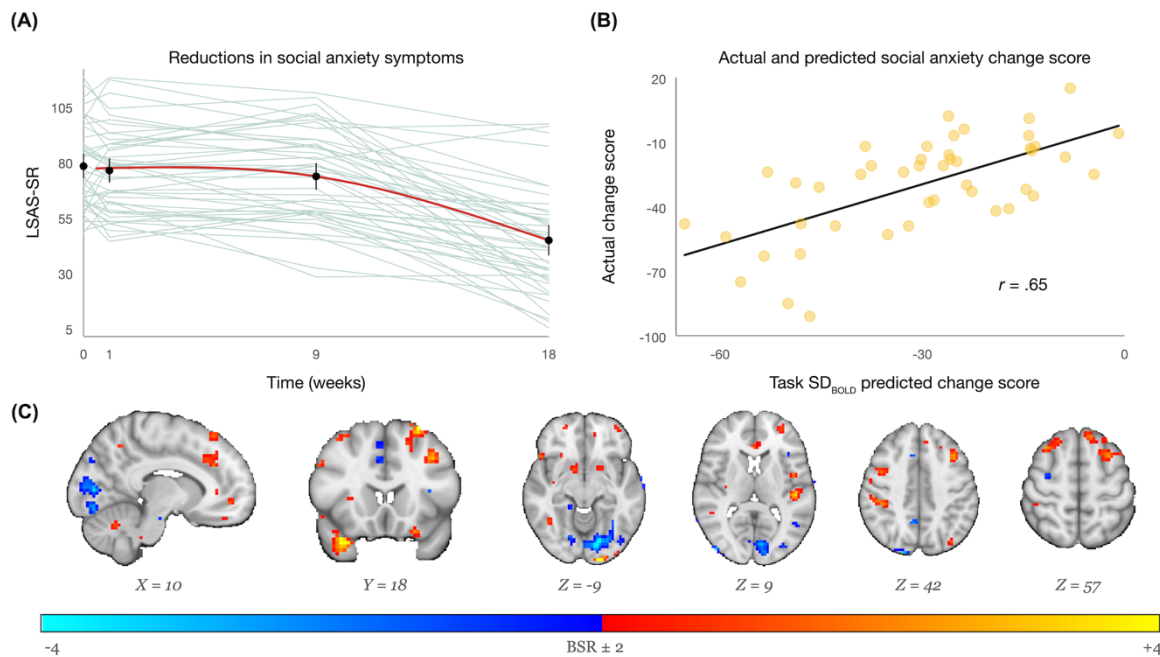 (A)
Reductions in social anxiety symptoms
LSAS-SR
105
80
55
30
5
0
1
9
18
Time (weeks)
(B)
Actual and predicted social anxiety change score
Actual change score
20
-10
-40
-70
-100
r = .65
-60
-30
0
Task SDBOLD predicted change score
(C)
X = 10
Y = 18
Z = -9
Z = 9
Z = 42
Z = 57
-4
BSR ± 2
+4